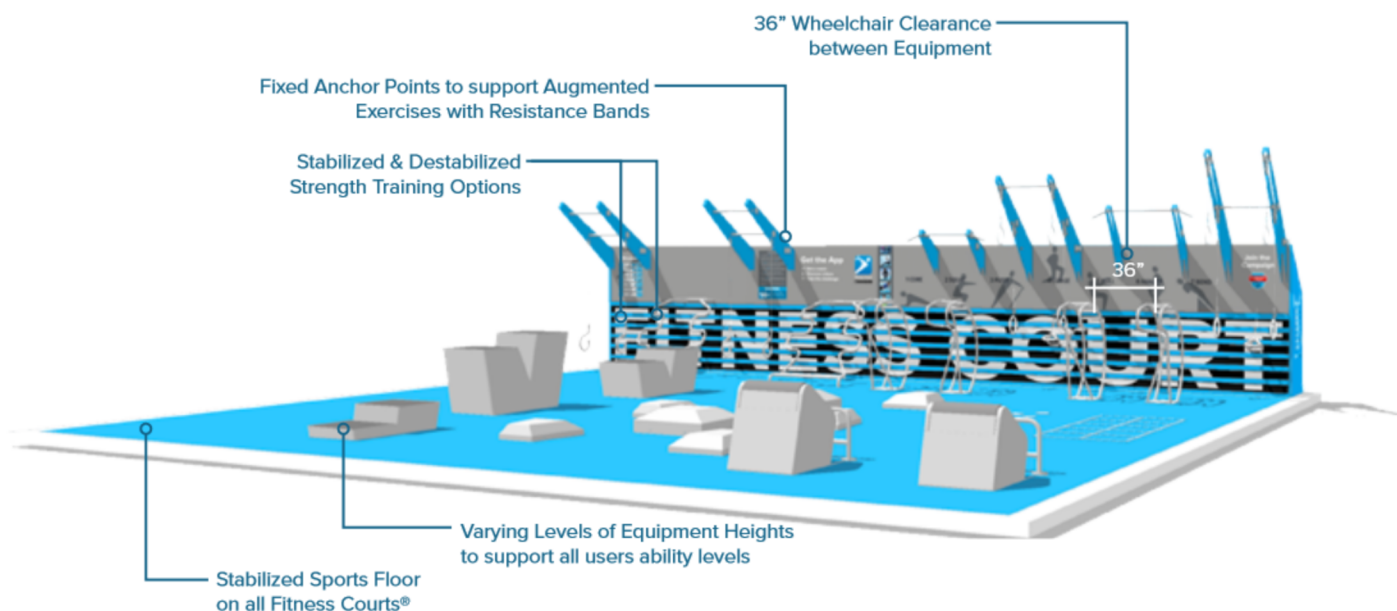 36” Wheelchair Clearance
between Equipment
Fixed Anchor Points to support Augmented
Exercises with Resistance Bands
Stabilized & Destabilized
Strength Training Options
Get the App
Join the
Campaign
36”
FITNESS COURT
Varying Levels of Equipment Heights
to support all users ability levels
Stabilized Sports Floor
on all Fitness Courts®